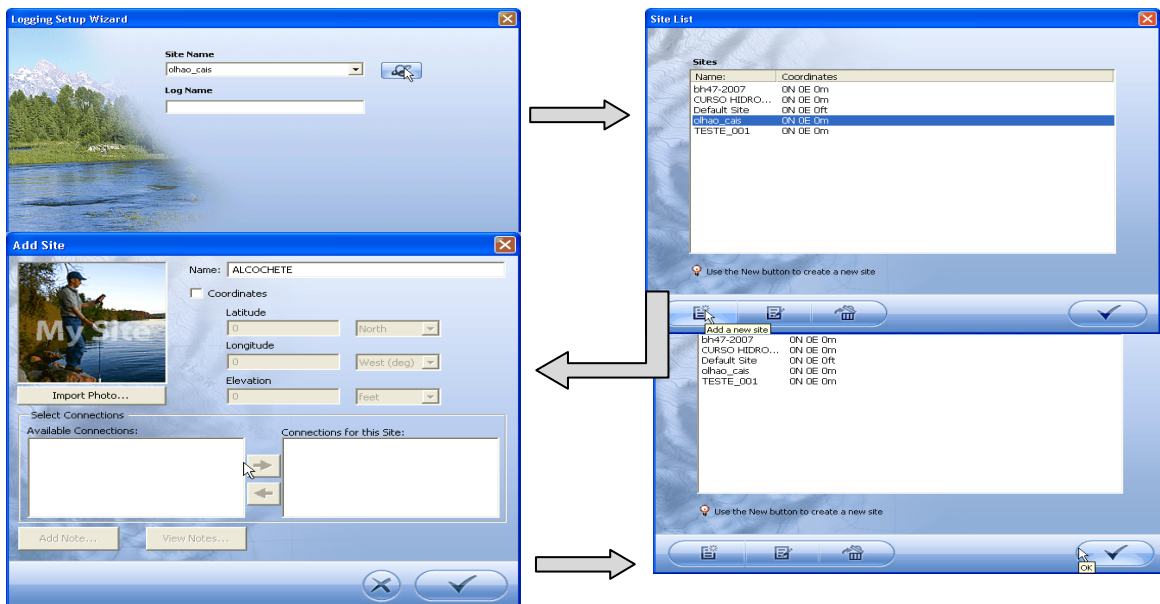 Logging Setup Wizard
Site Name
olhao_cais
Log Name
Site List
Sites
Name: Coordinates
bh47-2007 0N 0E 0m
CURSO HIDRO... 0N 0E 0m
Default Site 0N 0E 0ft
olhao_cais 0N 0E 0m
TESTE_001 0N 0E 0m
Use the New button to create a new site
Add a new site
Add Site
My Site
Import Photo...
Name: ALCOCHETE
Coordinates
Latitude
0 North
Longitude
0 West (deg)
Elevation
0 feet
Select Connections
Available Connections:
Connections for this Site:
Add Note... View Notes...
bh47-2007 0N 0E 0m
CURSO HIDRO... 0N 0E 0m
Default Site 0N 0E 0ft
olhao_cais 0N 0E 0m
TESTE_001 0N 0E 0m
Use the New button to create a new site
OK